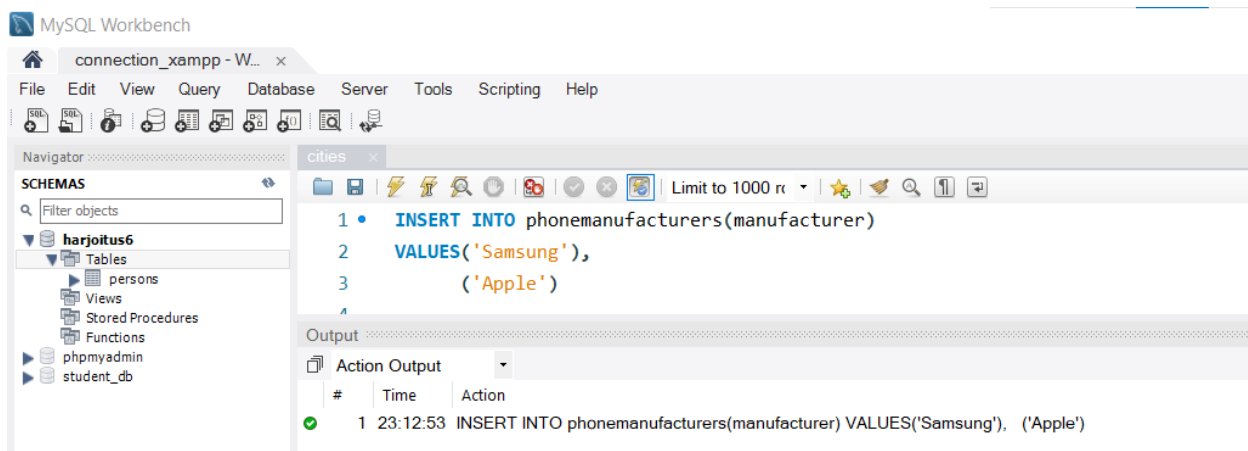 MySQL Workbench
connection_xampp - W... ×
File Edit View Query Database Server Tools Scripting Help
Navigator
SCHEMAS
Filter objects
harjoitus6
Tables
persons
Views
Stored Procedures
Functions
phpmyadmin
student_db
cities ×
Limit to 1000 rc
1 INSERT INTO phonemanufacturers(manufacturer)
2 VALUES('Samsung'),
3 ('Apple')
4
Output
Action Output
# Time Action
1 23:12:53 INSERT INTO phonemanufacturers(manufacturer) VALUES('Samsung'), ('Apple')